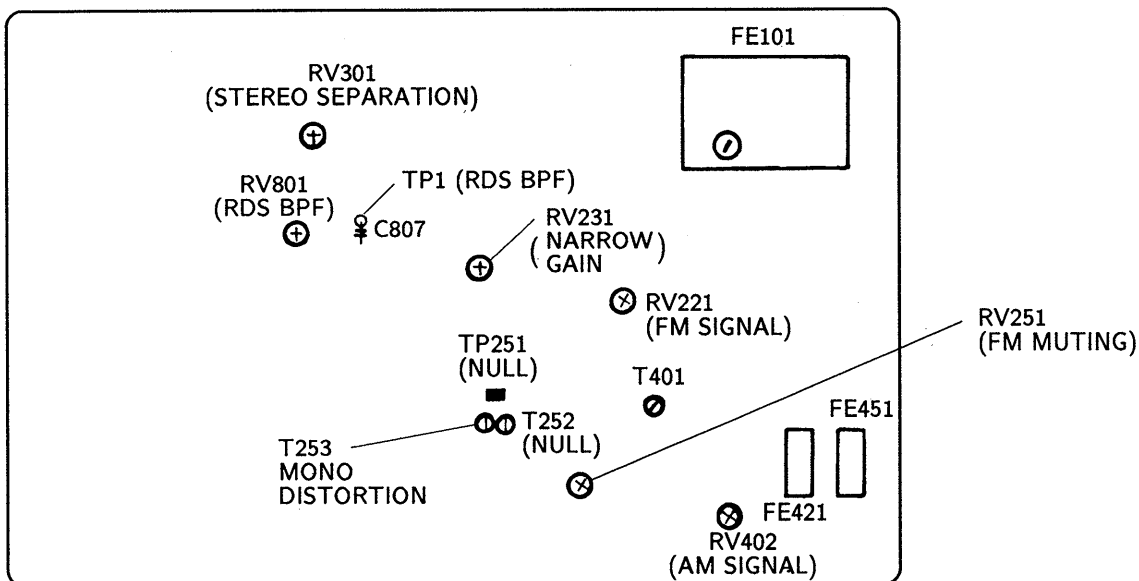 FE101
RV301
(STEREO SEPARATION)
TP1 (RDS BPF)
RV801
(RDS BPF)
C807
RV231
(NARROW)
GAIN
RV221
(FM SIGNAL)
RV251
(FM MUTING)
TP251
(NULL)
T401
FE451
T252
(NULL)
T253
MONO
DISTORTION
FE421
RV402
(AM SIGNAL)